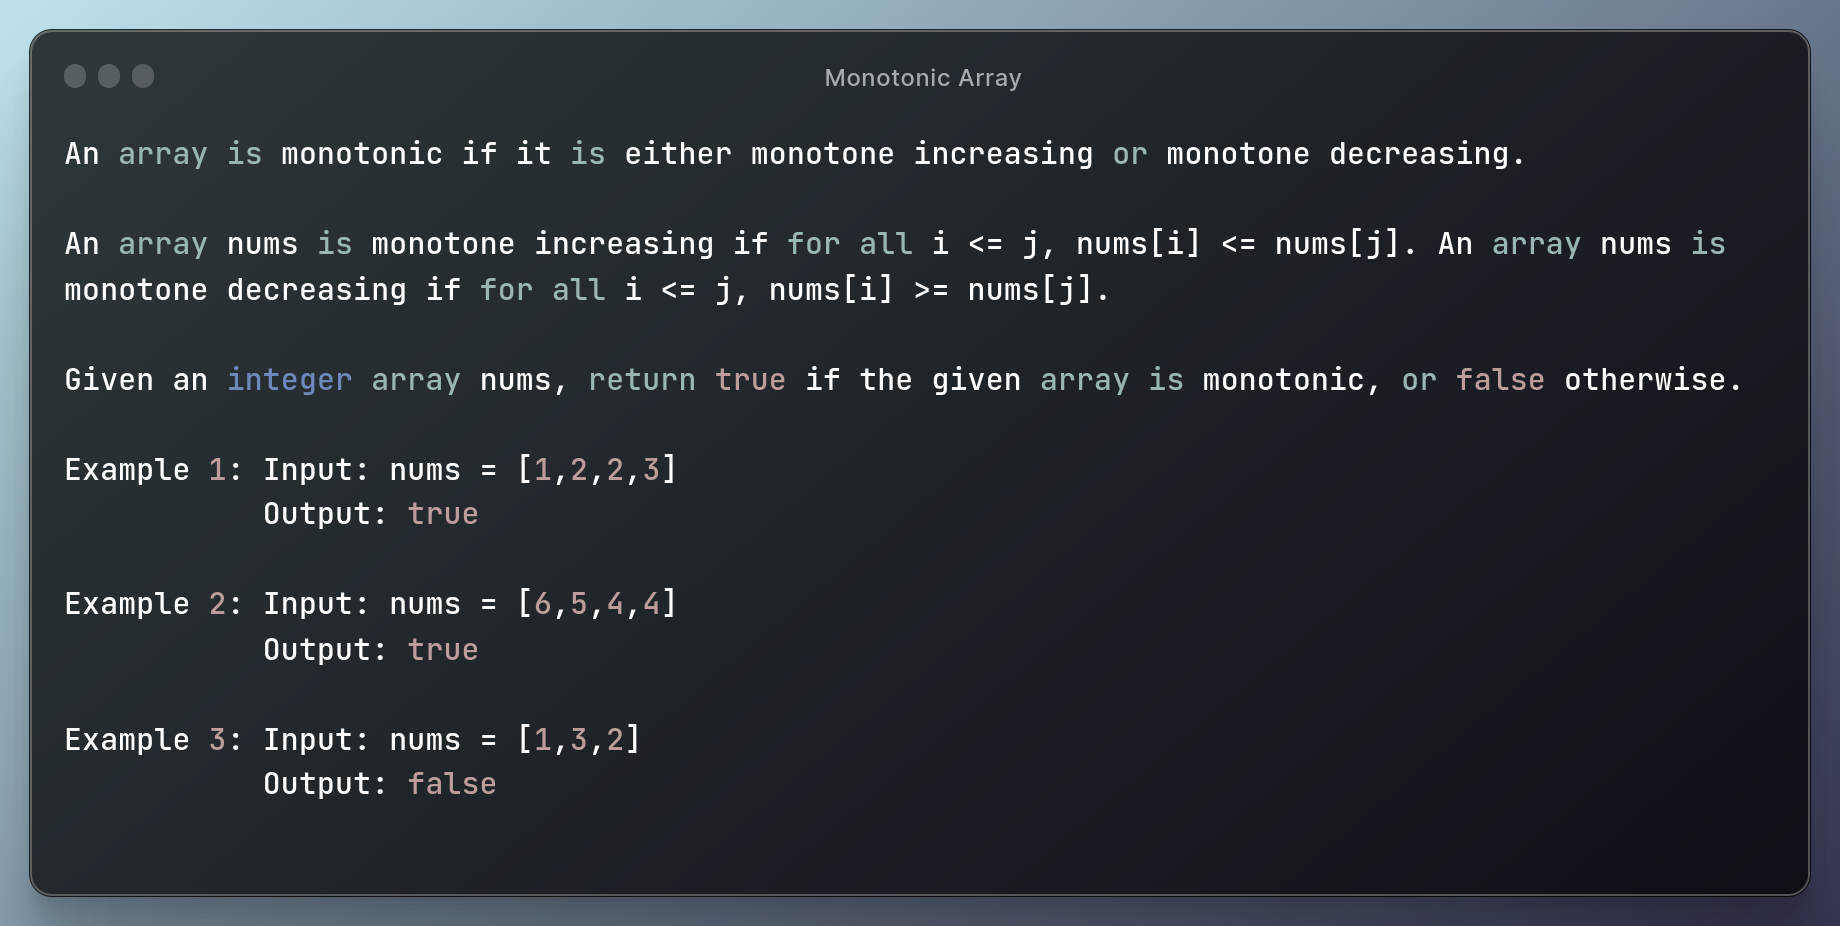 Monotonic Array
An array is monotonic if it is either monotone increasing or monotone decreasing.
An array nums is monotone increasing if for all i <= j, nums[i] <= nums[j]. An array nums is
monotone decreasing if for all i <= j, nums[i] >= nums[j].
Given an integer array nums, return true if the given array is monotonic, or false otherwise.
Example 1: Input: nums = [1,2,2,3]
Output: true
Example 2: Input: nums = [6,5,4,4]
Output: true
Example 3: Input: nums = [1,3,2]
Output: false